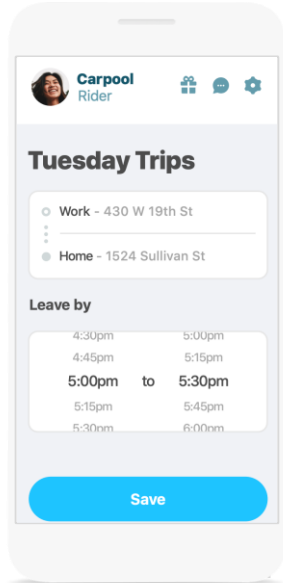 Carpool
Rider
Tuesday Trips
Work - 430 W 19th St
Home - 1524 Sullivan St
Leave by
4:30pm 5:00pm
4:45pm 5:15pm
5:00pm to 5:30pm
5:15pm 5:45pm
5:30pm 6:00pm
Save